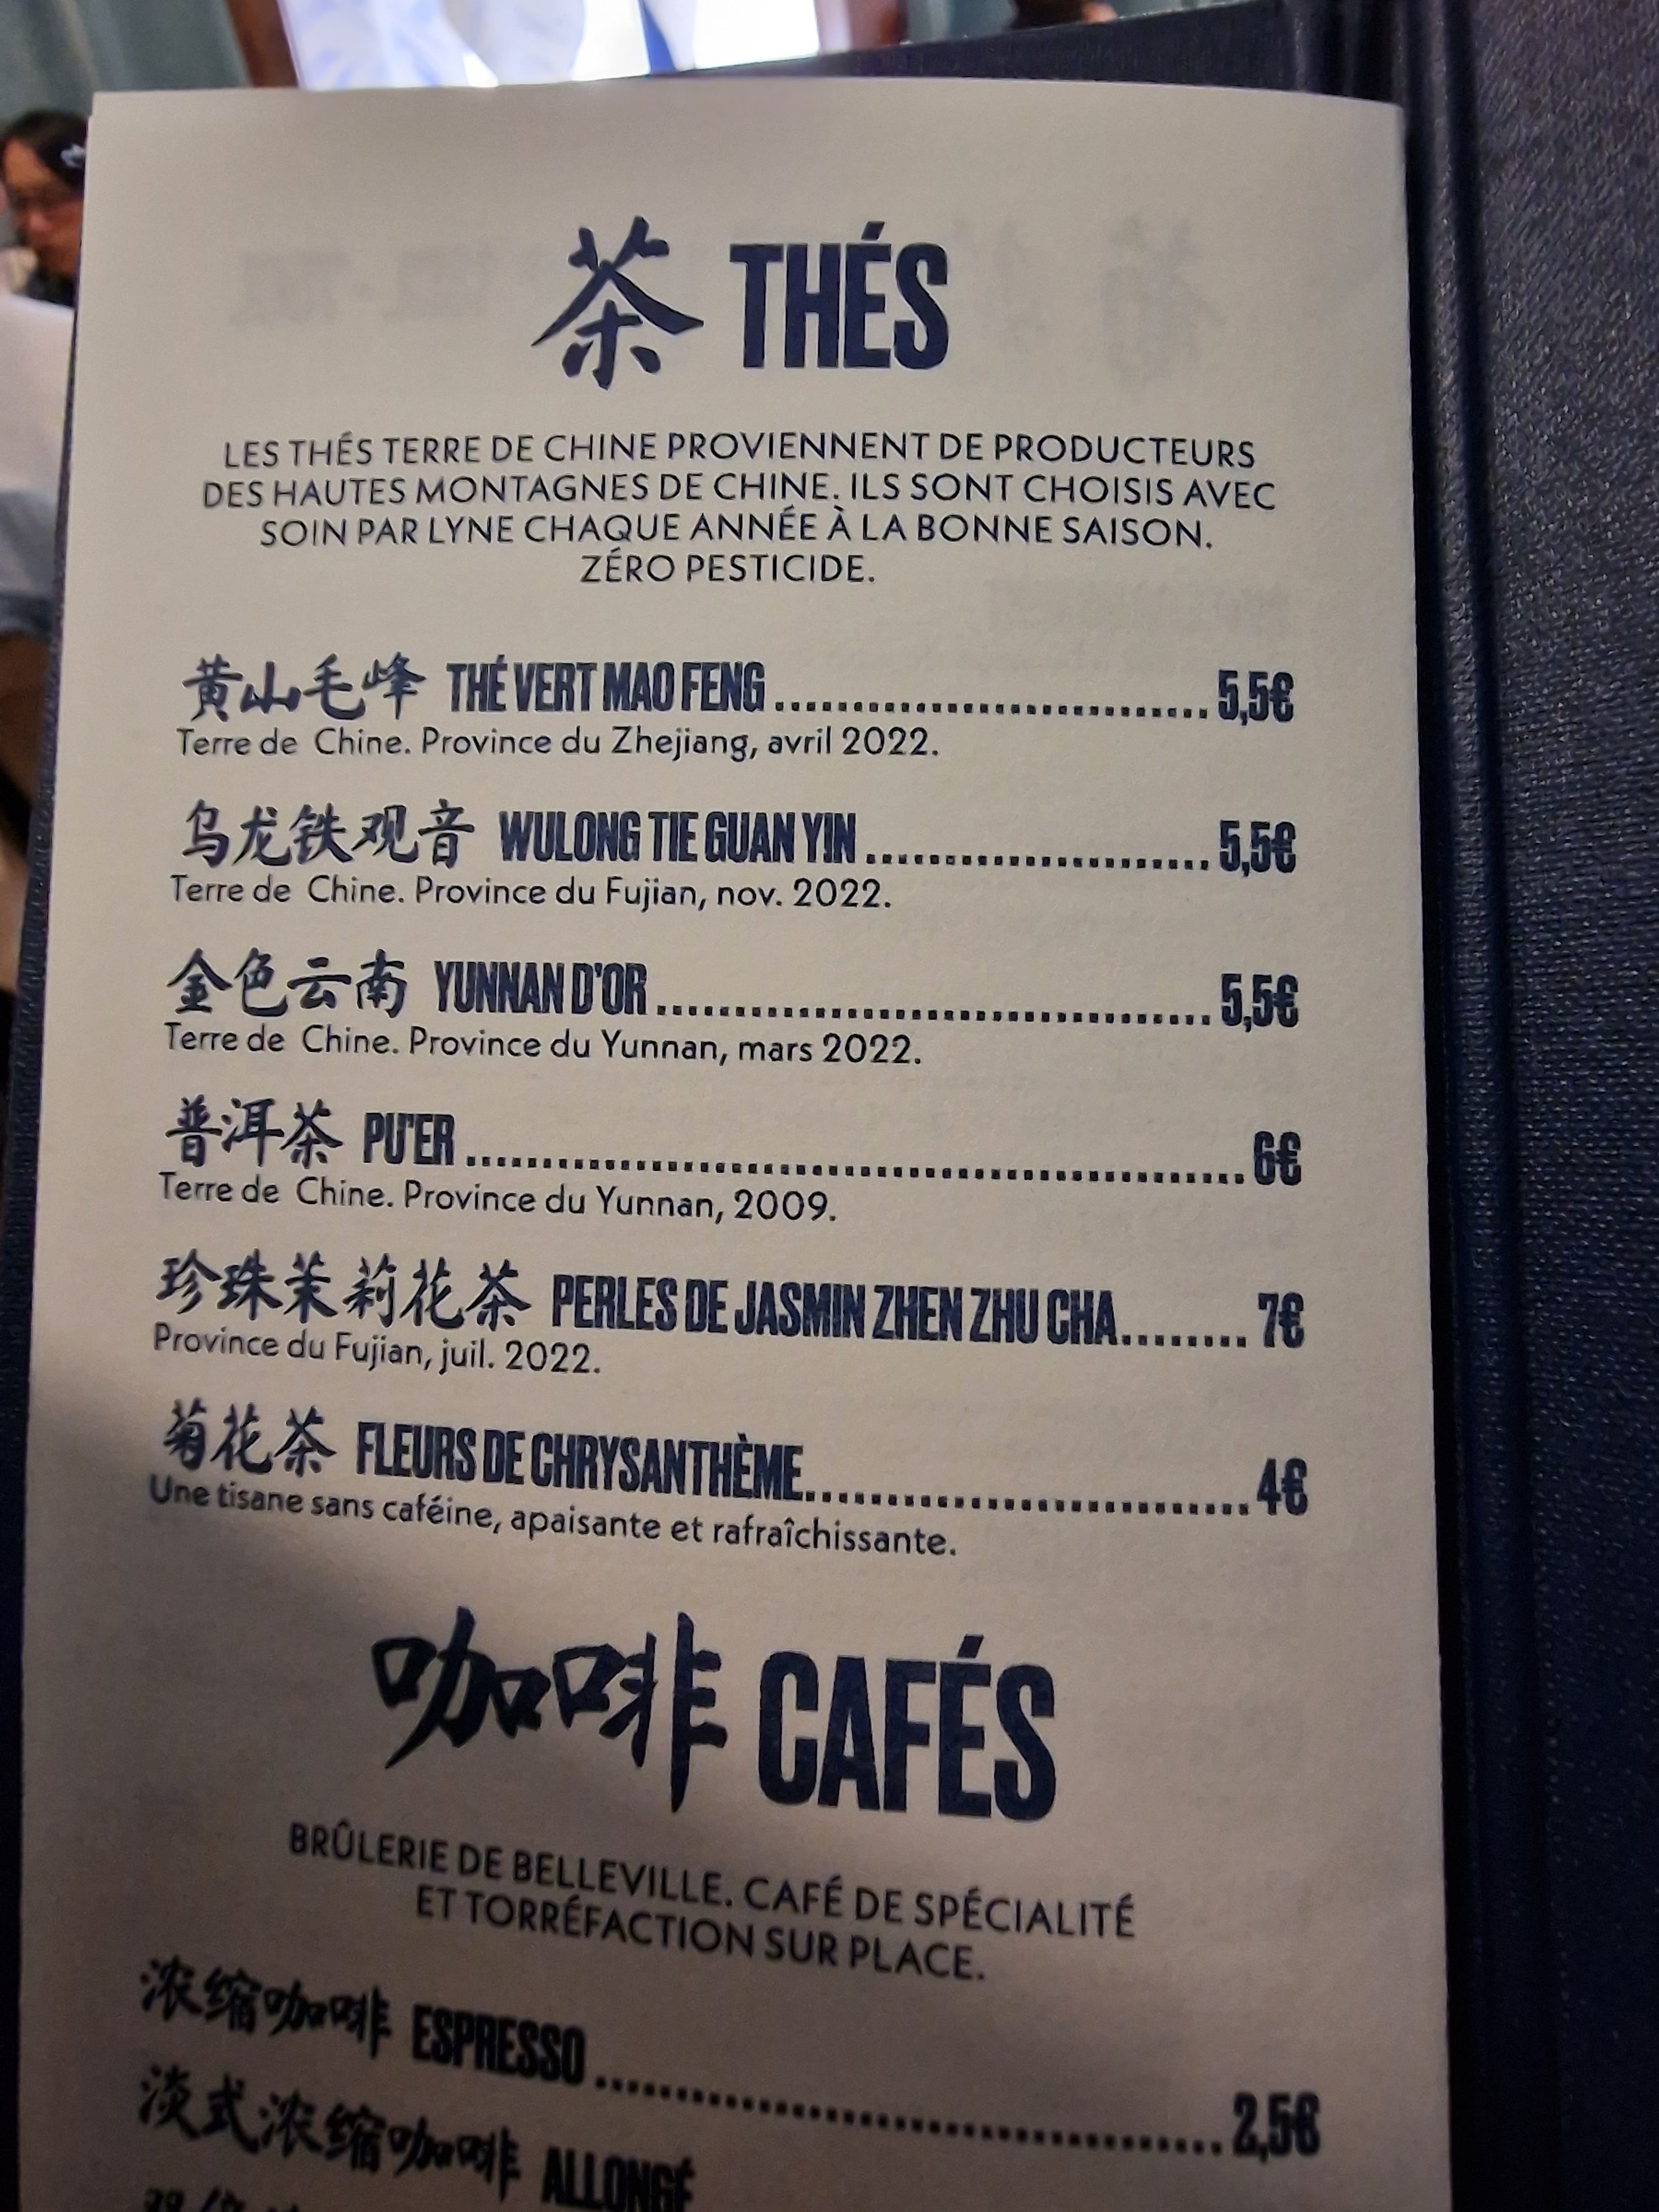 茶 THÉS
LES THÉS TERRE DE CHINE PROVIENNENT DE PRODUCTEURS
DES HAUTES MONTAGNES DE CHINE. ILS SONT CHOISIS AVEC
SOIN PAR LYNE CHAQUE ANNÉE À LA BONNE SAISON.
ZÉRO PESTICIDE.
黄山毛峰 THÉ VERT MAO FENG ........................... 5,5€
Terre de Chine. Province du Zhejiang, avril 2022.
乌龙铁观音 WULONG TIE GUAN YIN ...................... 5,5€
Terre de Chine. Province du Fujian, nov. 2022.
金色云南 YUNNAN D'OR ................................... 5,5€
Terre de Chine. Province du Yunnan, mars 2022.
普洱茶 PU'ER ................................................. 6€
Terre de Chine. Province du Yunnan, 2009.
珍珠茉莉花茶 PERLES DE JASMIN ZHEN ZHU CHA ........ 7€
Province du Fujian, juil. 2022.
菊花茶 FLEURS DE CHRYSANTHÈME ............................ 4€
Une tisane sans caféine, apaisante et rafraîchissante.
咖啡 CAFÉS
BRÛLERIE DE BELLEVILLE. CAFÉ DE SPÉCIALITÉ
ET TORRÉFACTION SUR PLACE.
浓缩咖啡 ESPRESSO ....................................... 2,5€
淡式浓缩咖啡 ALLONGÉ